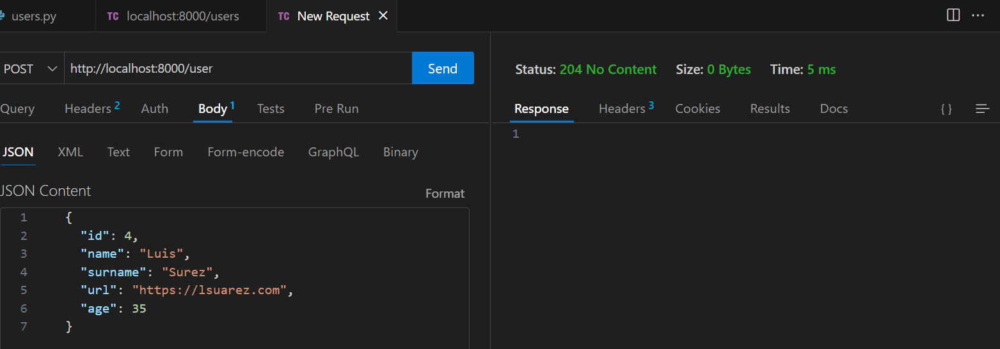 users.py TC localhost:8000/users TC New Request ×
POST http://localhost:8000/user Send
Query Headers 2 Auth Body 1 Tests Pre Run
JSON XML Text Form Form-encode GraphQL Binary
JSON Content Format
1 {
2 "id": 4,
3 "name": "Luis",
4 "surname": "Surez",
5 "url": "https://lsuarez.com",
6 "age": 35
7 }
Status: 204 No Content Size: 0 Bytes Time: 5 ms
Response Headers 3 Cookies Results Docs { }
1